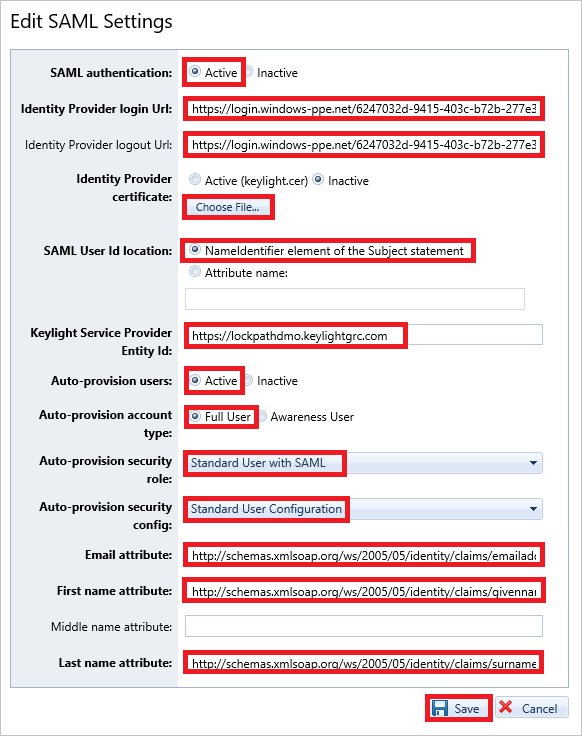 Edit SAML Settings
SAML authentication: Active Inactive
Identity Provider login Url: https://login.windows-ppe.net/6247032d-9415-403c-b72b-277e3
Identity Provider logout Url: https://login.windows-ppe.net/6247032d-9415-403c-b72b-277e3
Identity Provider Active (keylight.cer) Inactive
certificate:
Choose File...
SAML User Id location: NameIdentifier element of the Subject statement
Attribute name:
Keylight Service Provider https://lockpathdmo.keylightgrc.com
Entity Id:
Auto-provision users: Active Inactive
Auto-provision account Full User Awareness User
type:
Auto-provision security Standard User with SAML
role:
Auto-provision security Standard User Configuration
config:
Email attribute: http://schemas.xmlsoap.org/ws/2005/05/identity/claims/emailadd
First name attribute: http://schemas.xmlsoap.org/ws/2005/05/identity/claims/givennam
Middle name attribute:
Last name attribute: http://schemas.xmlsoap.org/ws/2005/05/identity/claims/surname
Save Cancel